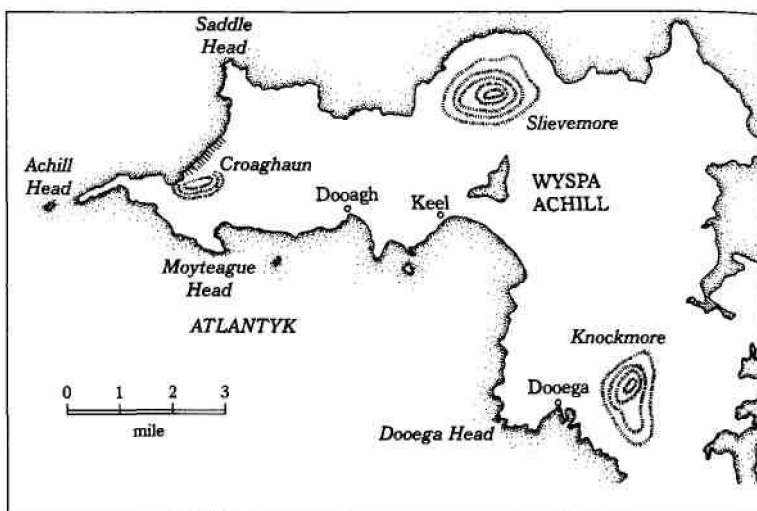 Saddle
Head
Slievemore
Achill
Head
Croaghaun
Dooagh
Keel
WYSPA
ACHILL
Moyteague
Head
ATLANTYK
Knockmore
0 1 2 3
mile
Dooega
Dooega Head